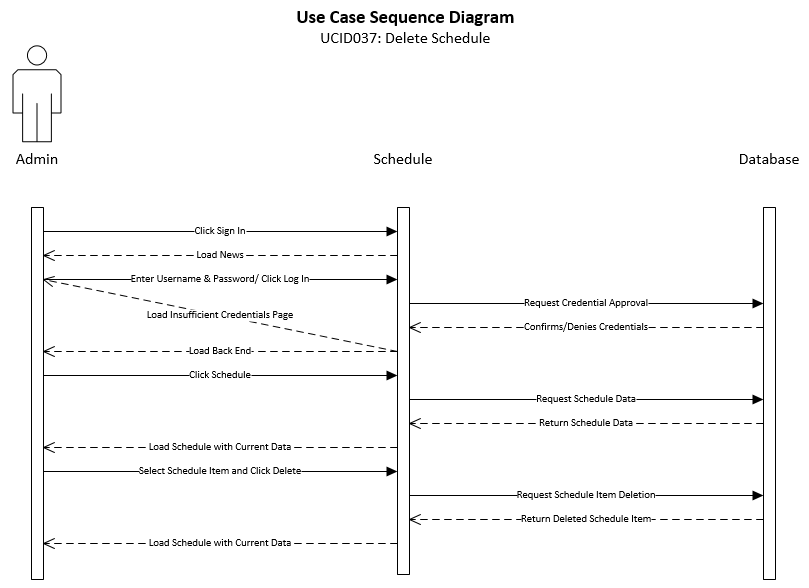 Use Case Sequence Diagram
UCID037: Delete Schedule
Admin
Schedule
Database
Click Sign In
Load News
Enter Username & Password/ Click Log In
Request Credential Approval
Load Insufficient Credentials Page
Confirms/Denies Credentials
Load Back End
Click Schedule
Request Schedule Data
Return Schedule Data
Load Schedule with Current Data
Select Schedule Item and Click Delete
Request Schedule Item Deletion
Return Deleted Schedule Item
Load Schedule with Current Data